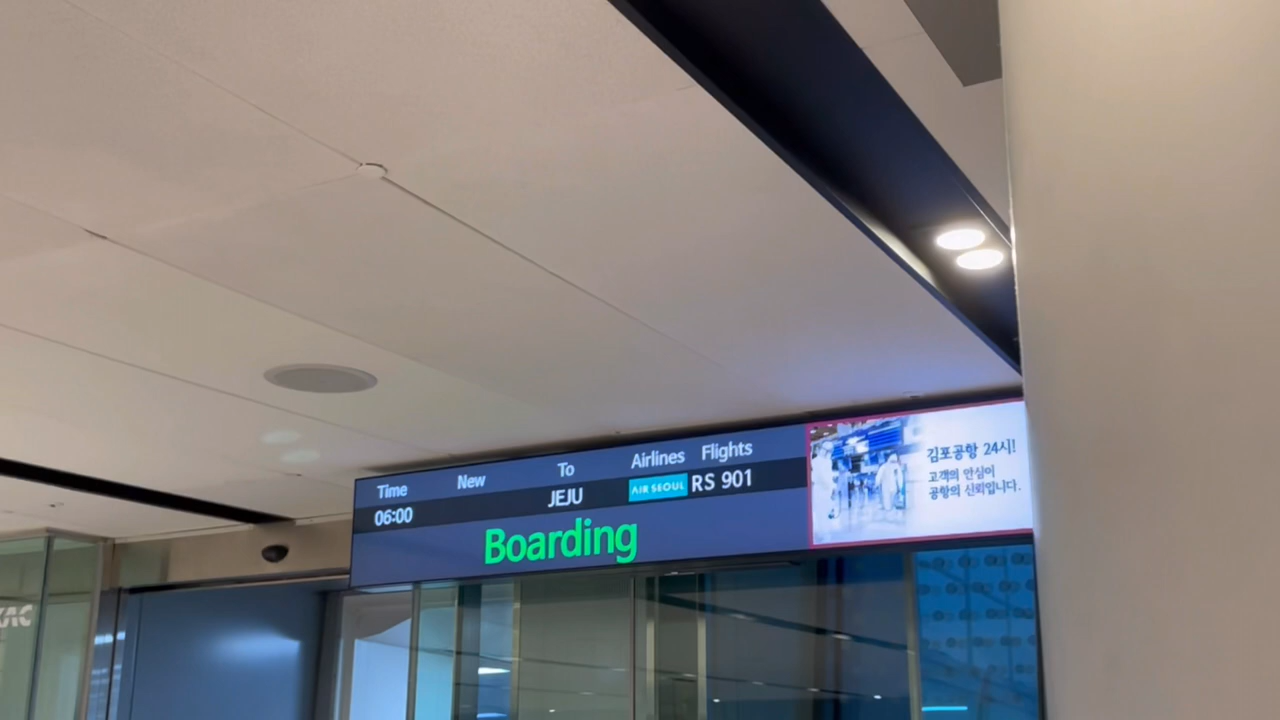 Time New To Airlines Flights
06:00 JEJU AIR SEOUL RS 901
Boarding
김포공항 24시!
고객의 안심이
공항의 신뢰입니다.
KAC